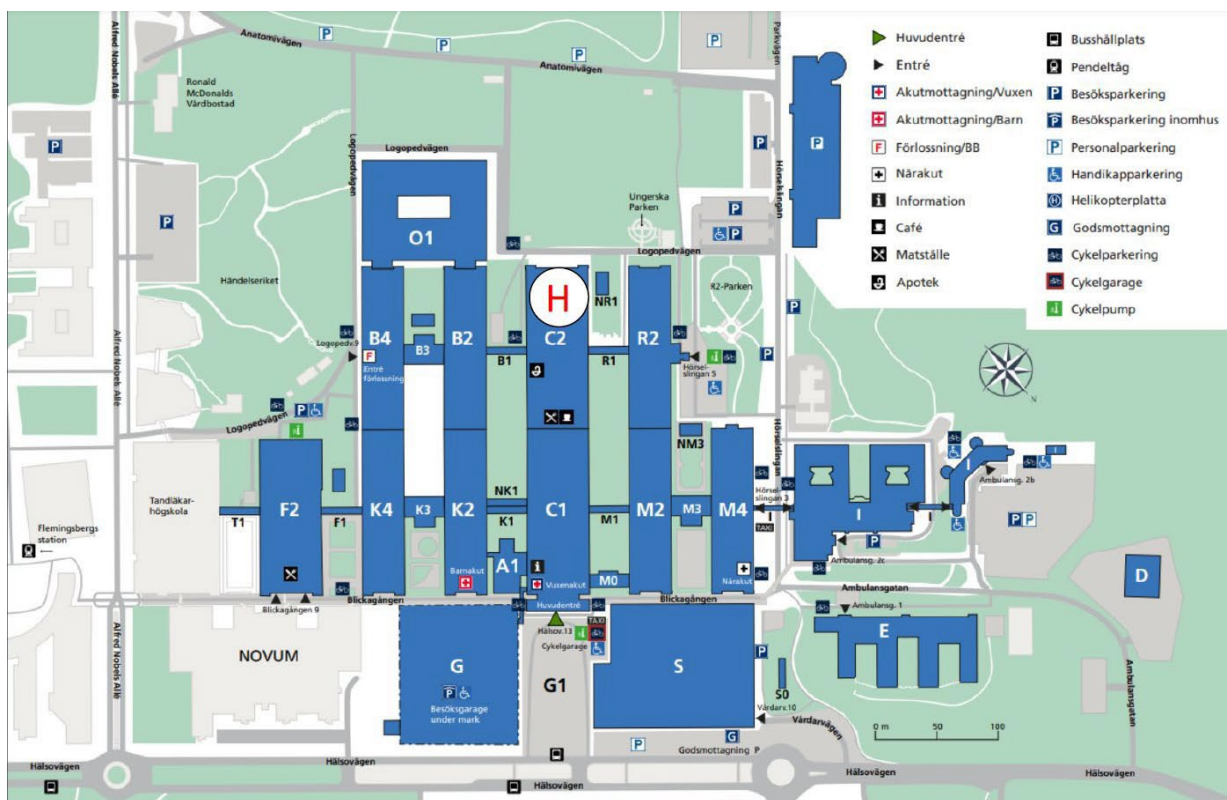 Alfred Nobels Allé
Anatomivägen
P
P
P
Anatomivägen
Parkvägen
Huvudentré
Entré
Akutmottagning/Vuxen
Akutmottagning/Barn
F Förlossning/BB
Närakut
i Information
Café
Matställe
Apotek
Busshållplats
Pendeltåg
P Besöksparkering
P Besöksparkering inomhus
P Personalparkering
Handikapparkering
H Helikopterplatta
G Godsmottagning
Cykelparkering
Cykelgarage
Cykelpump
Ronald
McDonalds
Vårdbostad
P
P
P
P
Logopedvägen
Logopedvägen
Hörselslingan
Ungerska
Parken
P
P
O1
Logopedvägen
Händelseriket
H
NR1
R2-Parken
P
Alfred Nobels Allé
Logopedv.9
B4
B3
B2
C2
R2
F
Entré
förlossning
B1
R1
Hörsel-
slingan 5
P
N
P
Logopedvägen
NM3
Hörselslingan
Tandläkar-
högskola
Flemingsbergs
station
T1
F2
F1
K4
K3
K2
NK1
K1
C1
M1
M2
M3
M4
Hörsel-
slingan 3
I
TAXI
I
I
I
I
Ambulansg. 2b
P P
P
Ambulansg. 2c
Barnakut
A1
i
Vuxenakut
M0
Närakut
D
Ambulansgatan
Blickagången 9
Blickagången
Huvudentré
Blickagången
Ambulansg. 1
TAXI
Hälsov.13
Cykelgarage
E
Alfred Nobels Allé
NOVUM
G
P
Besöksgarage
under mark
G1
S
P
S0
Vårdarv.10
Vårdarvägen
Ambulansgatan
0 m 50 100
P
G
Godsmottagning P
Hälsovägen
Hälsovägen
Hälsovägen
Hälsovägen
Hälsovägen